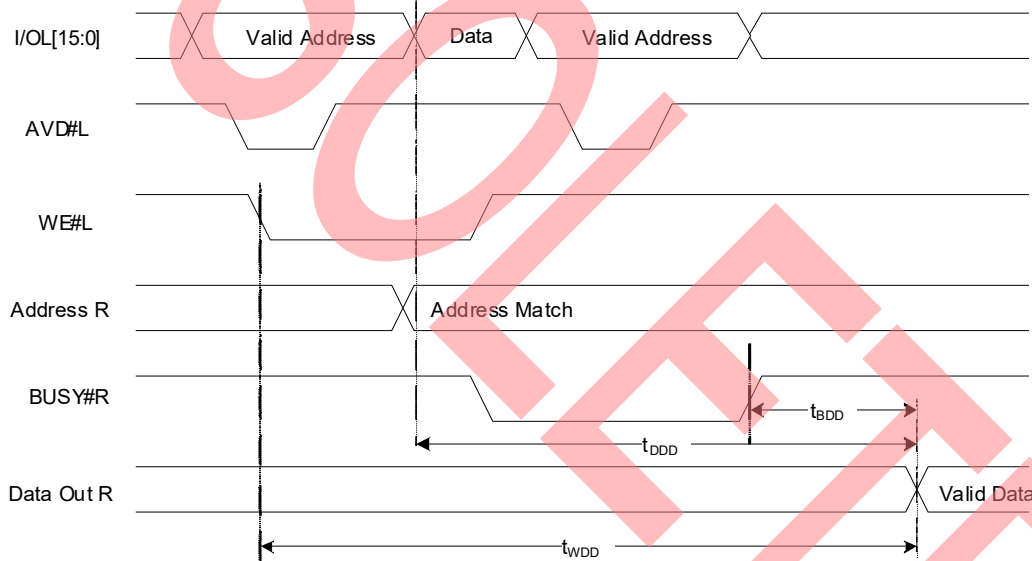 I/OL[15:0]
Valid Address
Data
Valid Address
AVD#L
WE#L
Address R
Address Match
BUSY#R
tBDD
tDDD
Data Out R
Valid Data
tWDD
SOLETE